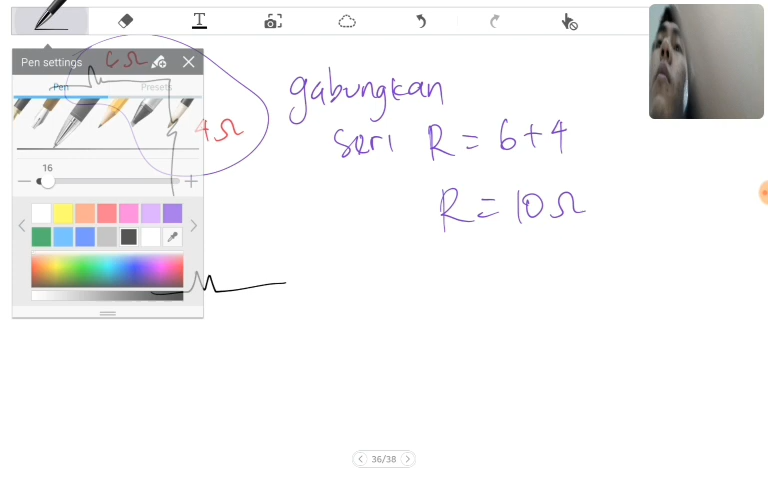 T
Pen settings
6Ω
Pen
Presets
4Ω
16
gabungkan
seri R = 6+4
R = 10Ω
36/38